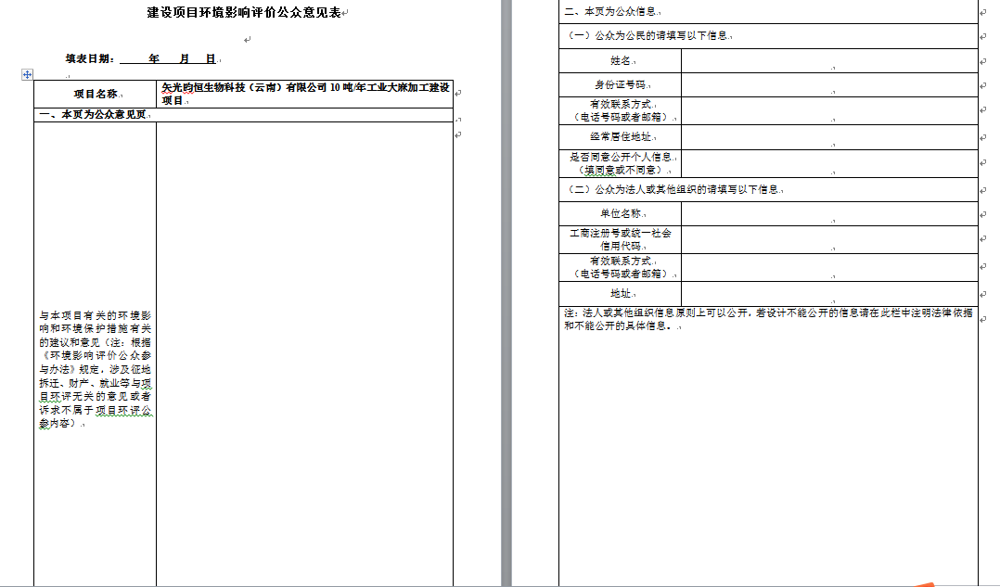 建设项目环境影响评价公众意见表
填表日期： 年 月 日
项目名称
矢光昀恒生物科技（云南）有限公司 10 吨/年工业大麻加工建设
项目
一、本页为公众意见页
与本项目有关的环境影
响和环境保护措施有关
的建议和意见（注：根据
《环境影响评价公众参
与办法》规定，涉及征地
拆迁、财产、就业等与项
目环评无关的意见或者
诉求不属于项目环评公
参内容）
二、本页为公众信息
（一）公众为公民的请填写以下信息
姓名
身份证号码
有效联系方式
（电话号码或者邮箱）
经常居住地址
是否同意公开个人信息
（填同意或不同意）
（二）公众为法人或其他组织的请填写以下信息
单位名称
工商注册号或统一社会
信用代码
有效联系方式
（电话号码或者邮箱）
地址
注：法人或其他组织信息原则上可以公开，若设计不能公开的信息请在此栏中注明法律依据
和不能公开的具体信息。